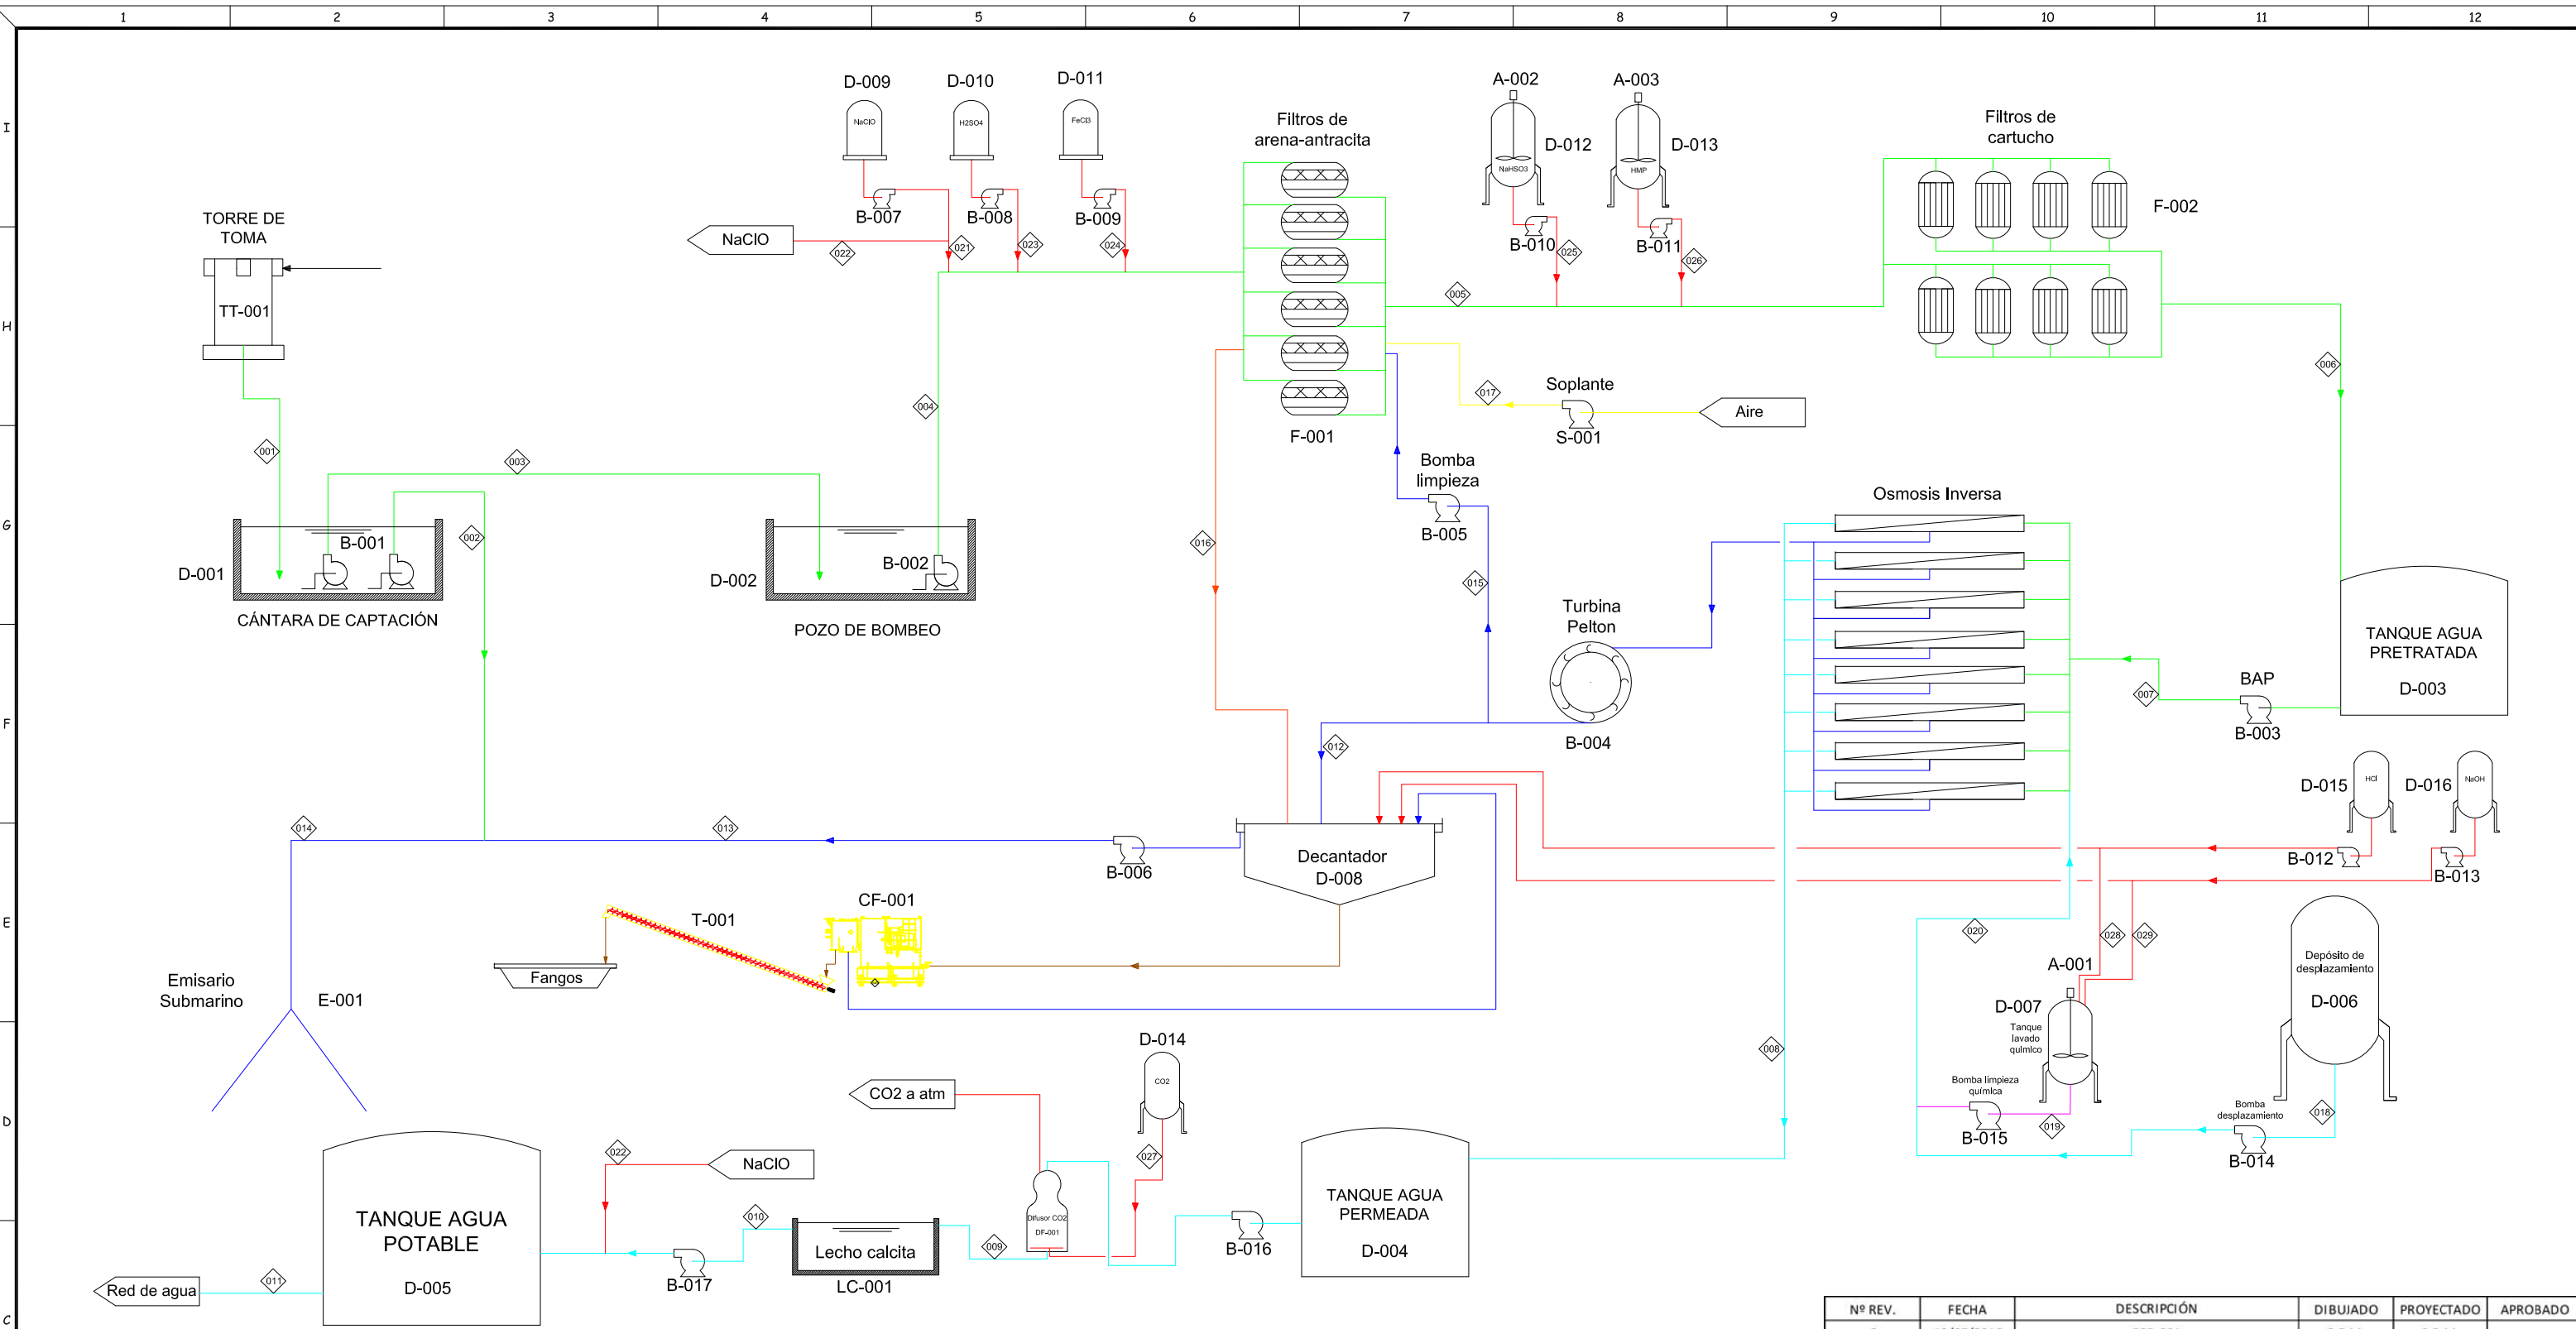 1 2 3 4 5 6 7 8 9 10 11 12
I
H
G
F
E
D
C
D-009
D-010
D-011
NaClO
H2SO4
FeCl3
B-007
B-008
B-009
NaClO
022
021
023
024
TORRE DE
TOMA
TT-001
Filtros de
arena-antracita
F-001
A-002
A-003
D-012
D-013
NaHSO3
HMP
B-010
B-011
025
026
005
Filtros de
cartucho
F-002
006
004
017
Soplante
S-001
Aire
001
003
002
B-001
D-001
CÁNTARA DE CAPTACIÓN
B-002
D-002
POZO DE BOMBEO
016
Bomba
limpieza
B-005
015
Osmosis Inversa
Turbina
Pelton
B-004
012
TANQUE AGUA
PRETRATADA
D-003
BAP
B-003
007
D-015
HCl
D-016
NaOH
B-012
B-013
014
013
B-006
Decantador
D-008
CF-001
T-001
Fangos
Emisario
Submarino
E-001
020
028
029
A-001
D-007
Tanque
lavado
químico
Depósito de
desplazamiento
D-006
Bomba limpieza
química
B-015
019
Bomba
desplazamiento
B-014
018
008
D-014
CO2
CO2 a atm
027
NaClO
022
TANQUE AGUA
POTABLE
D-005
Red de agua
011
B-017
010
Lecho calcita
LC-001
009
Difusor CO2
DF-001
B-016
TANQUE AGUA
PERMEADA
D-004
Nº REV. FECHA DESCRIPCIÓN DIBUJADO PROYECTADO APROBADO